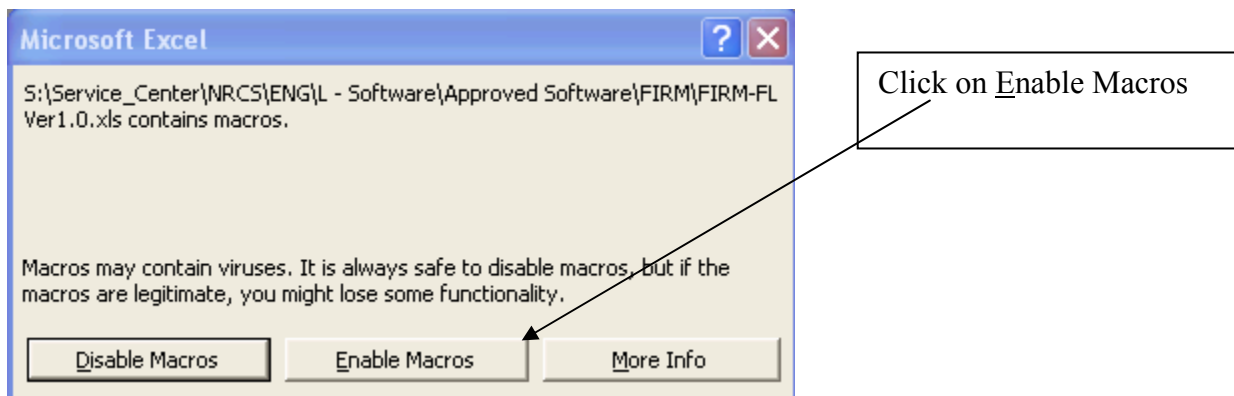 Microsoft Excel
S:\Service_Center\NRCS\ENG\L - Software\Approved Software\FIRM\FIRM-FL
Ver1.0.xls contains macros.
Macros may contain viruses. It is always safe to disable macros, but if the
macros are legitimate, you might lose some functionality.
Disable Macros
Enable Macros
More Info
Click on Enable Macros